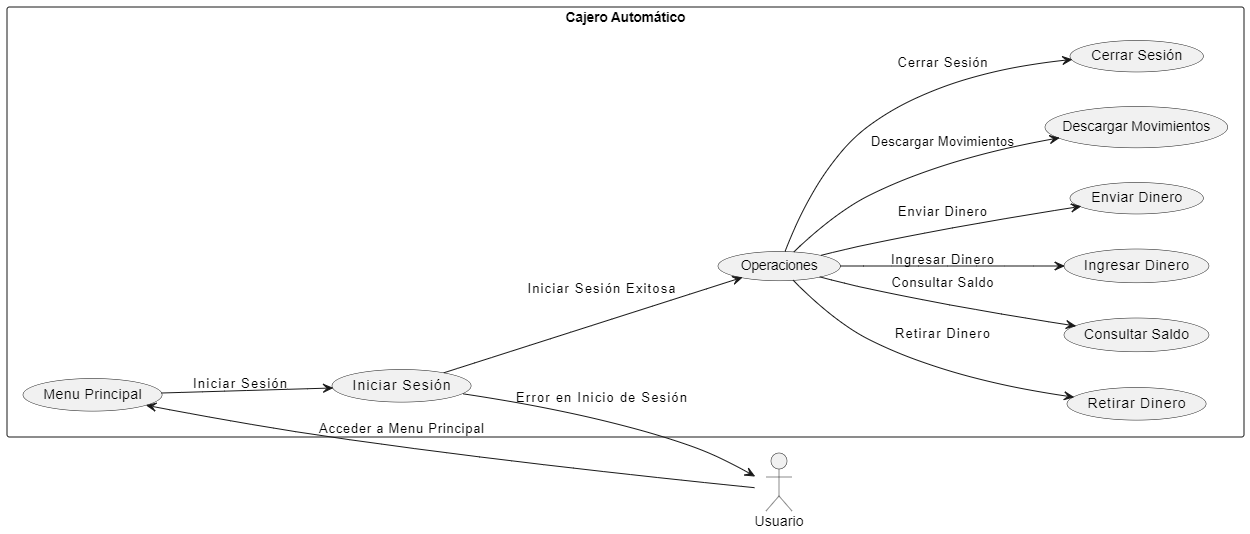 Cajero Automático
Cerrar Sesión
Cerrar Sesión
Descargar Movimientos
Descargar Movimientos
Enviar Dinero
Enviar Dinero
Operaciones
Ingresar Dinero
Ingresar Dinero
Consultar Saldo
Consultar Saldo
Iniciar Sesión Exitosa
Retirar Dinero
Retirar Dinero
Menu Principal
Iniciar Sesión
Iniciar Sesión
Error en Inicio de Sesión
Acceder a Menu Principal
Usuario